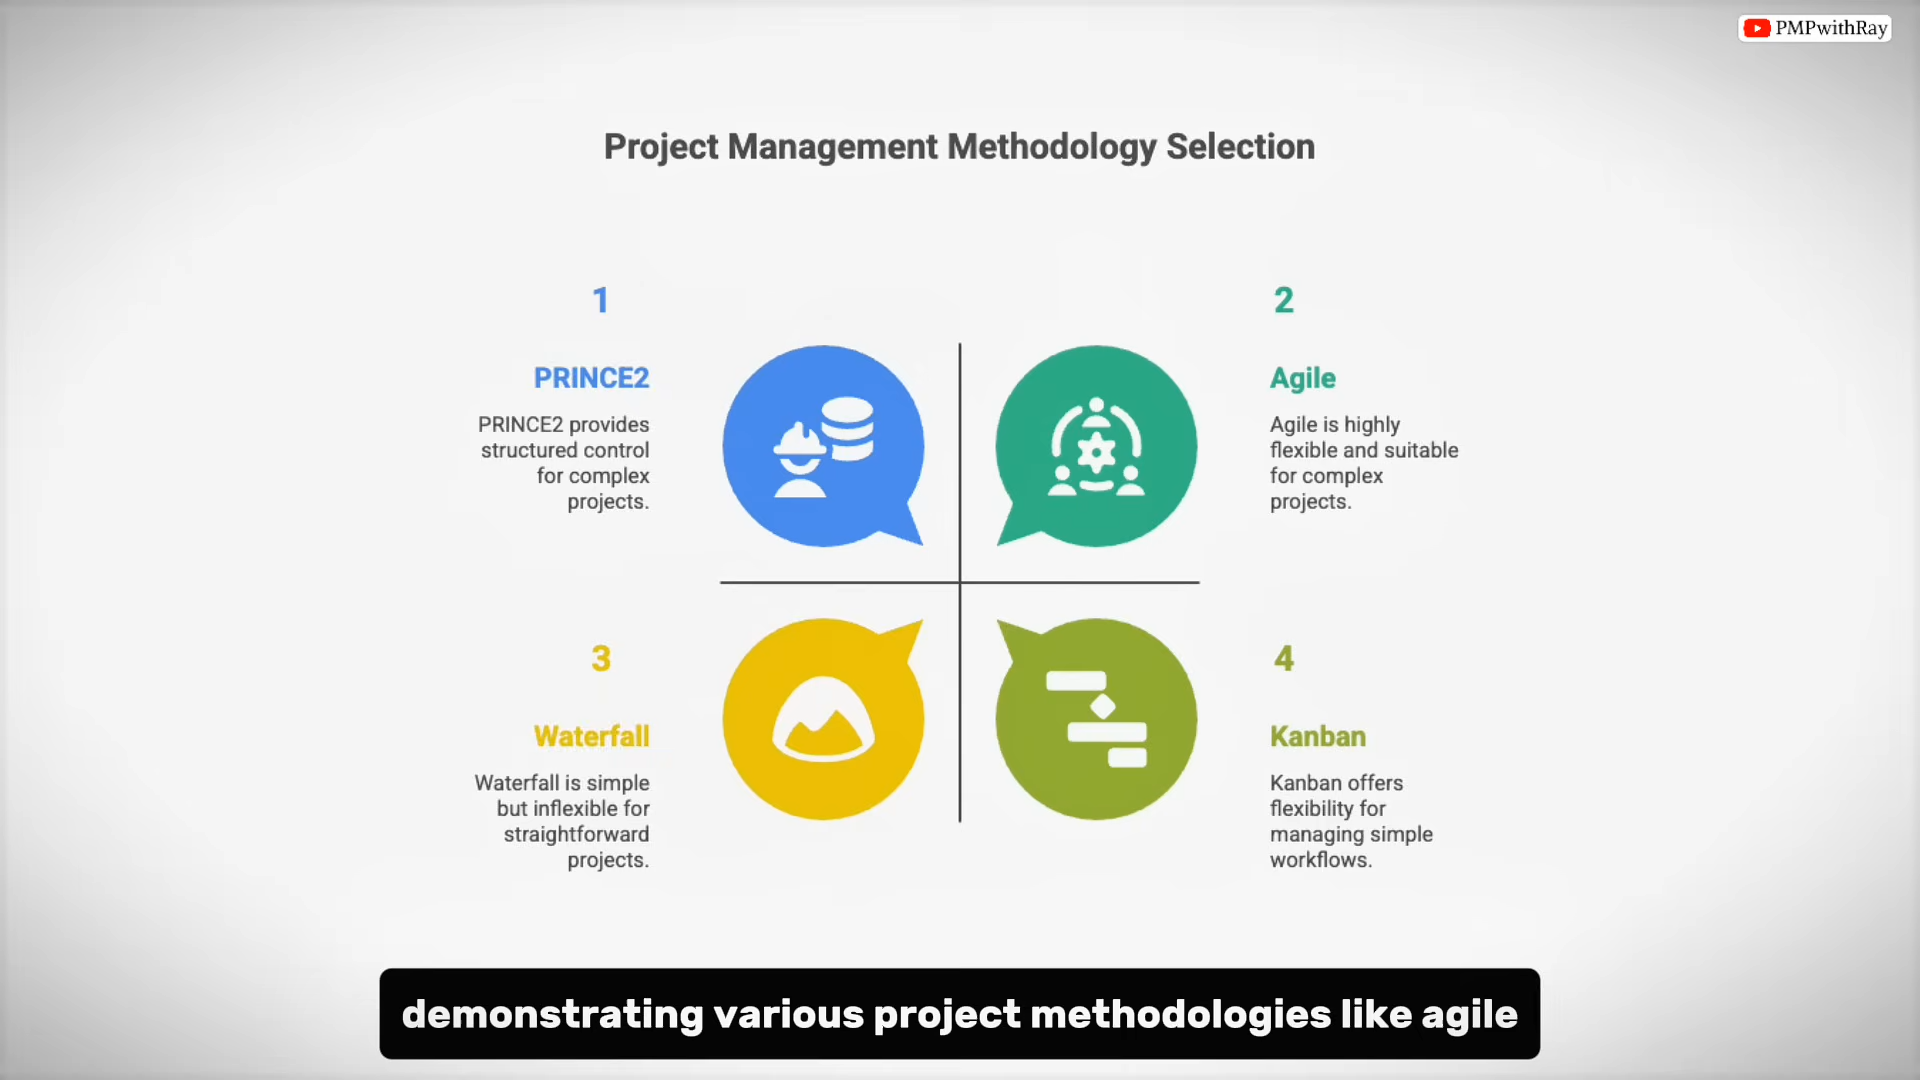 PMPwithRay
Project Management Methodology Selection
1
PRINCE2
PRINCE2 provides
structured control
for complex
projects.
2
Agile
Agile is highly
flexible and suitable
for complex
projects.
3
Waterfall
Waterfall is simple
but inflexible for
straightforward
projects.
4
Kanban
Kanban offers
flexibility for
managing simple
workflows.
demonstrating various project methodologies like agile